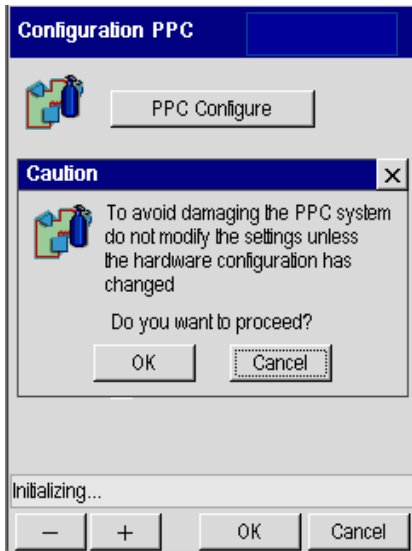 Configuration PPC
PPC Configure
Caution
To avoid damaging the PPC system
do not modify the settings unless
the hardware configuration has
changed
Do you want to proceed?
OK Cancel
Initializing...
− + OK Cancel